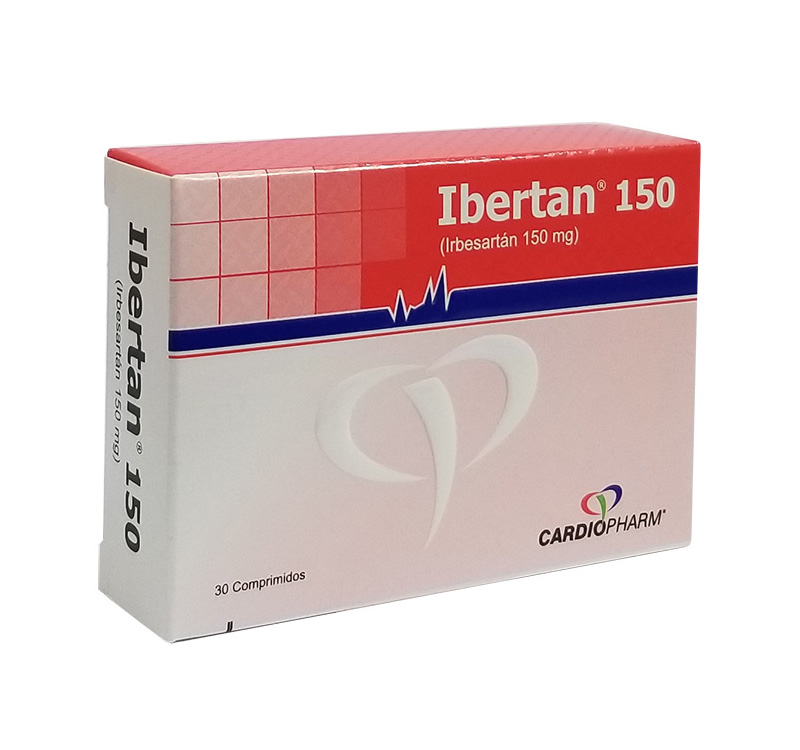 Ibertan® 150
(Irbesartán 150 mg)
CARDIOPHARM®
30 Comprimidos
Ibertan® 150
(Irbesartán 150 mg)